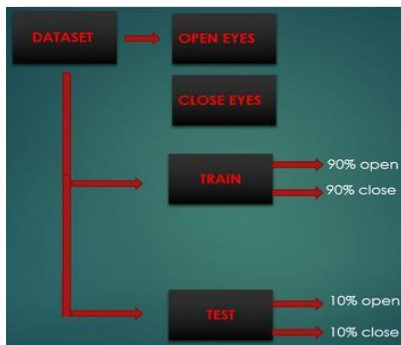 DATASET
OPEN EYES
CLOSE EYES
TRAIN
90% open
90% close
TEST
10% open
10% close